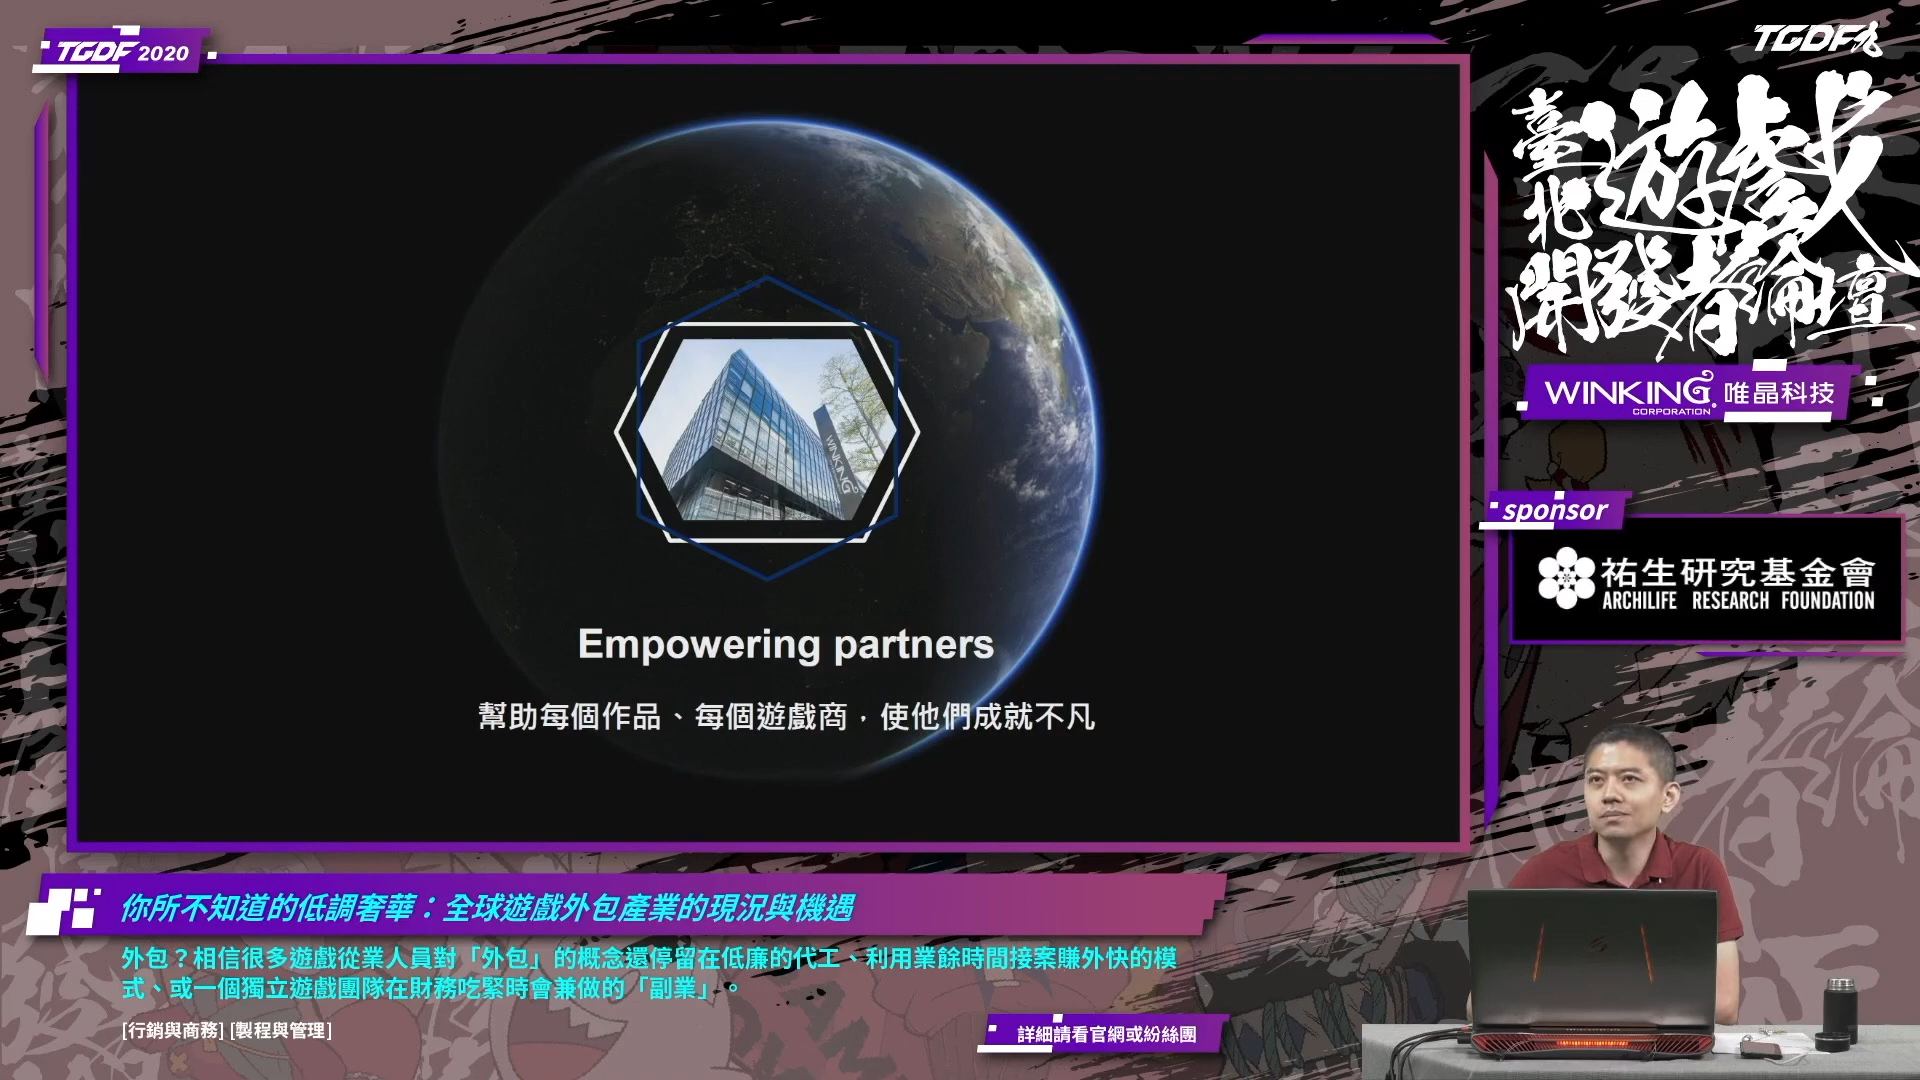 TGDF 2020
TGDF九
臺北遊戲開發者論壇
WINKING CORPORATION 唯晶科技
sponsor
祐生研究基金會
ARCHILIFE RESEARCH FOUNDATION
WINKING
Empowering partners
幫助每個作品、每個遊戲商，使他們成就不凡
你所不知道的低調奢華：全球遊戲外包產業的現況與機遇
外包？相信很多遊戲從業人員對「外包」的概念還停留在低廉的代工、利用業餘時間接案賺外快的模
式、或一個獨立遊戲團隊在財務吃緊時會兼做的「副業」。
[行銷與商務] [製程與管理]
詳細請看官網或紛絲團